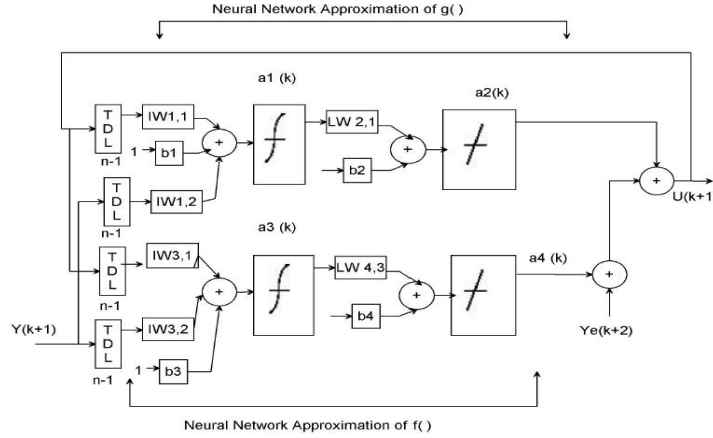 Neural Network Approximation of g( )
a1 (k)
a2(k)
T
D
L
n-1
IW1,1
1
b1
+
LW 2,1
b2
+
+
U(k+1
T
D
L
n-1
IW1,2
a3 (k)
a4 (k)
T
D
L
n-1
IW3,1
+
LW 4,3
b4
+
+
Ye(k+2)
Y(k+1)
T
D
L
n-1
IW3,2
1
b3
Neural Network Approximation of f( )